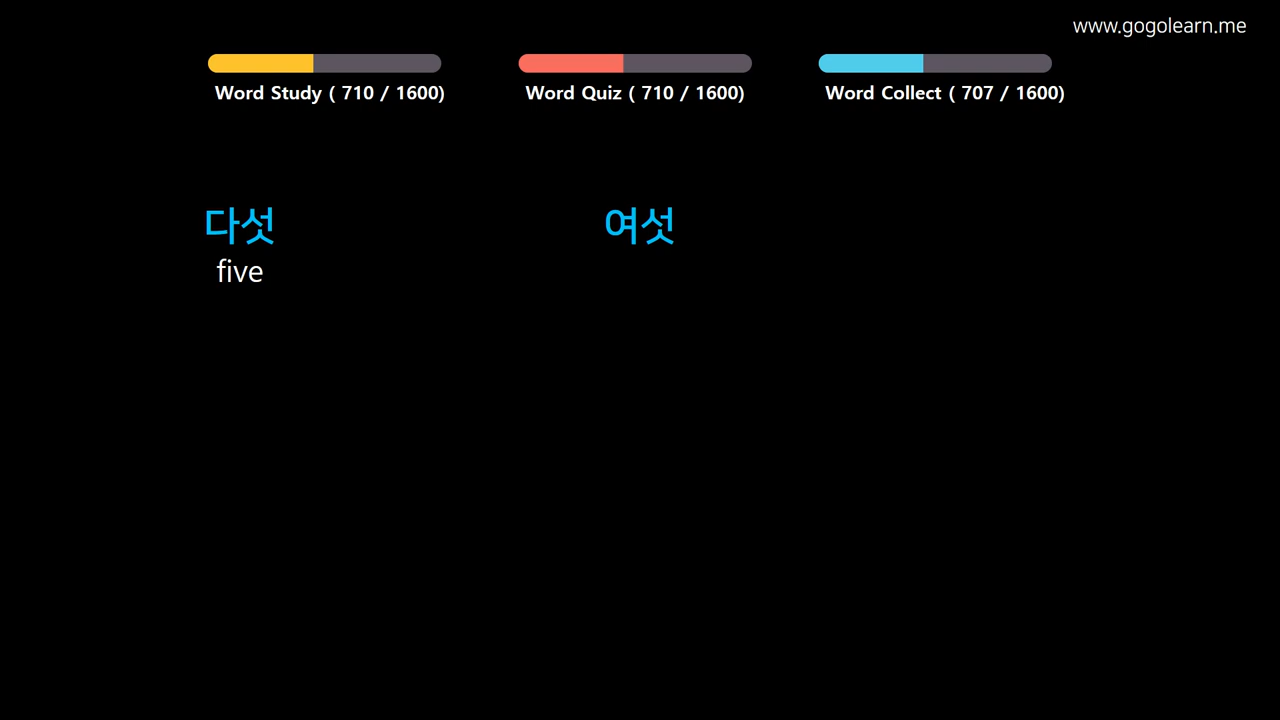 www.gogolearn.me
Word Study ( 710 / 1600)
Word Quiz ( 710 / 1600)
Word Collect ( 707 / 1600)
다섯
five
여섯